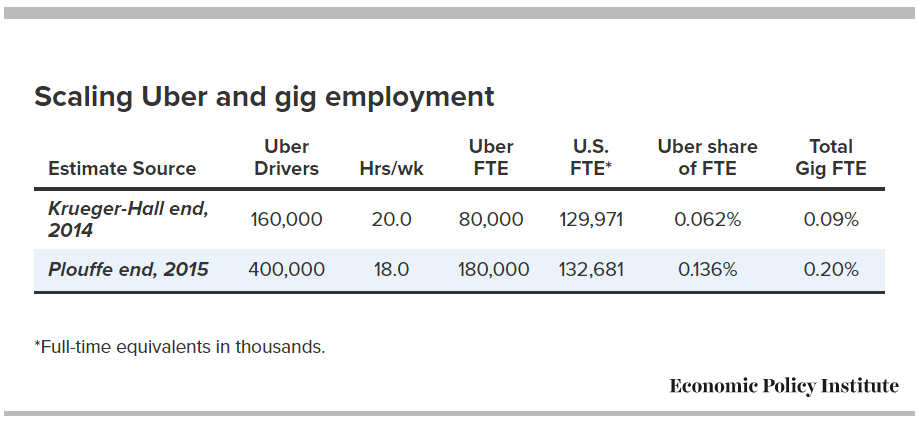 Scaling Uber and gig employment
Uber Uber U.S. Uber share Total
Estimate Source Drivers Hrs/wk FTE FTE* of FTE Gig FTE
Krueger-Hall end,
2014 160,000 20.0 80,000 129,971 0.062% 0.09%
Plouffe end, 2015 400,000 18.0 180,000 132,681 0.136% 0.20%
*Full-time equivalents in thousands.
Economic Policy Institute